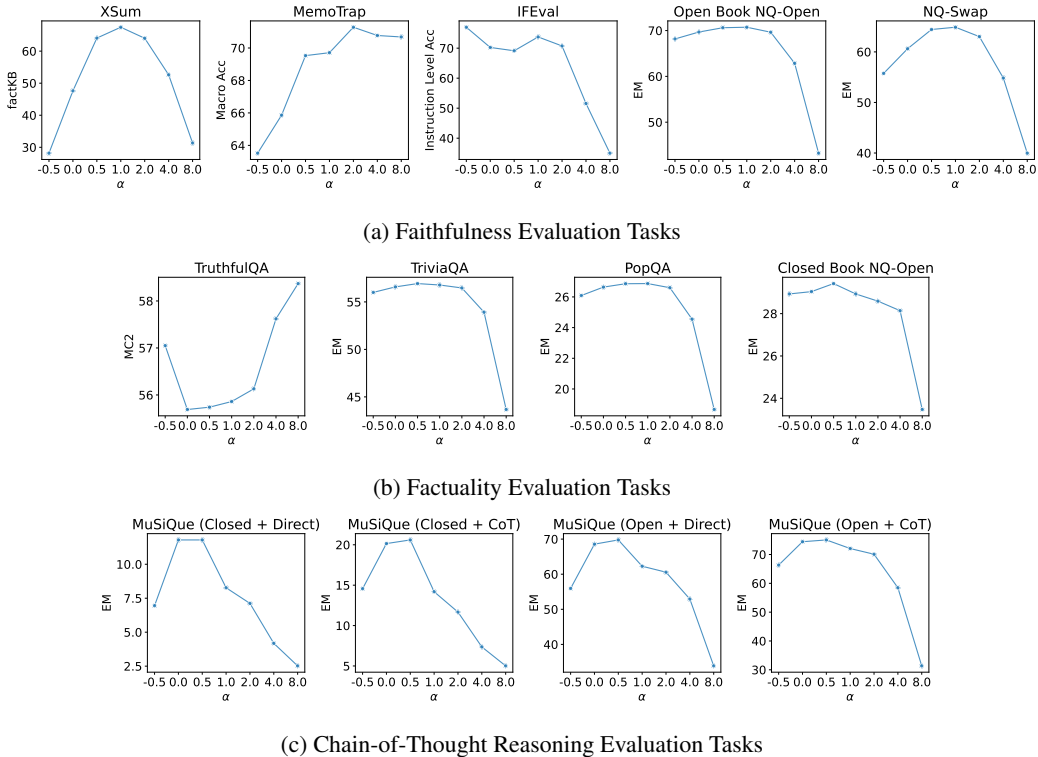 XSum MemoTrap IFEval Open Book NQ-Open NQ-Swap
factKB
60
50
40
30
-0.5 0.0 0.5 1.0 2.0 4.0 8.0
α
Macro Acc
70
68
66
64
-0.5 0.0 0.5 1.0 2.0 4.0 8.0
α
Instruction Level Acc
70
60
50
40
-0.5 0.0 0.5 1.0 2.0 4.0 8.0
α
EM
70
60
50
-0.5 0.0 0.5 1.0 2.0 4.0 8.0
α
EM
60
50
40
-0.5 0.0 0.5 1.0 2.0 4.0 8.0
α
(a) Faithfulness Evaluation Tasks
TruthfulQA TriviaQA PopQA Closed Book NQ-Open
MC2
58
57
56
-0.5 0.0 0.5 1.0 2.0 4.0 8.0
α
EM
55
50
45
-0.5 0.0 0.5 1.0 2.0 4.0 8.0
α
EM
26
24
22
20
-0.5 0.0 0.5 1.0 2.0 4.0 8.0
α
EM
28
26
24
-0.5 0.0 0.5 1.0 2.0 4.0 8.0
α
(b) Factuality Evaluation Tasks
MuSiQue (Closed + Direct) MuSiQue (Closed + CoT) MuSiQue (Open + Direct) MuSiQue (Open + CoT)
EM
10.0
7.5
5.0
2.5
-0.5 0.0 0.5 1.0 2.0 4.0 8.0
α
EM
20
15
10
5
-0.5 0.0 0.5 1.0 2.0 4.0 8.0
α
EM
70
60
50
40
-0.5 0.0 0.5 1.0 2.0 4.0 8.0
α
EM
70
60
50
40
30
-0.5 0.0 0.5 1.0 2.0 4.0 8.0
α
(c) Chain-of-Thought Reasoning Evaluation Tasks